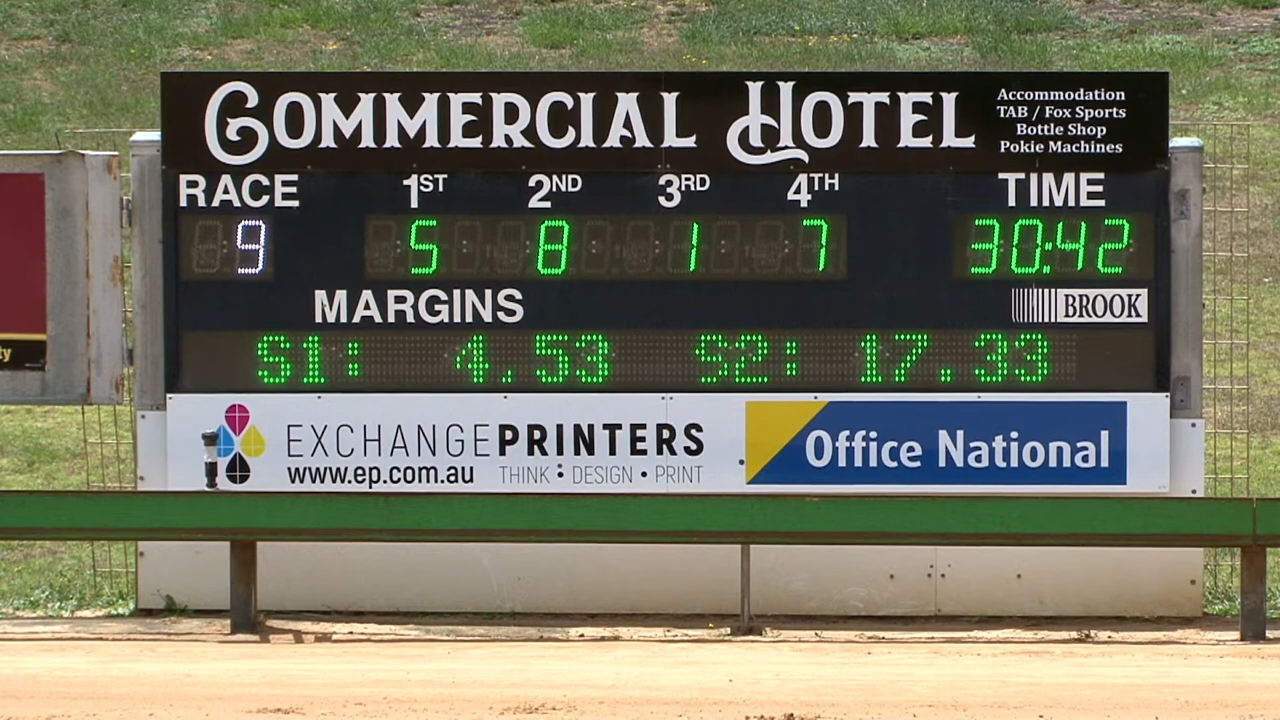 COMMERCIAL HOTEL
Accommodation
TAB / Fox Sports
Bottle Shop
Pokie Machines
RACE 1ST 2ND 3RD 4TH TIME
9 5 8 1 7 30:42
MARGINS
BROOK
S1: 4.53 S2: 17.33
EXCHANGEPRINTERS
www.ep.com.au THINK • DESIGN • PRINT
Office National
ty